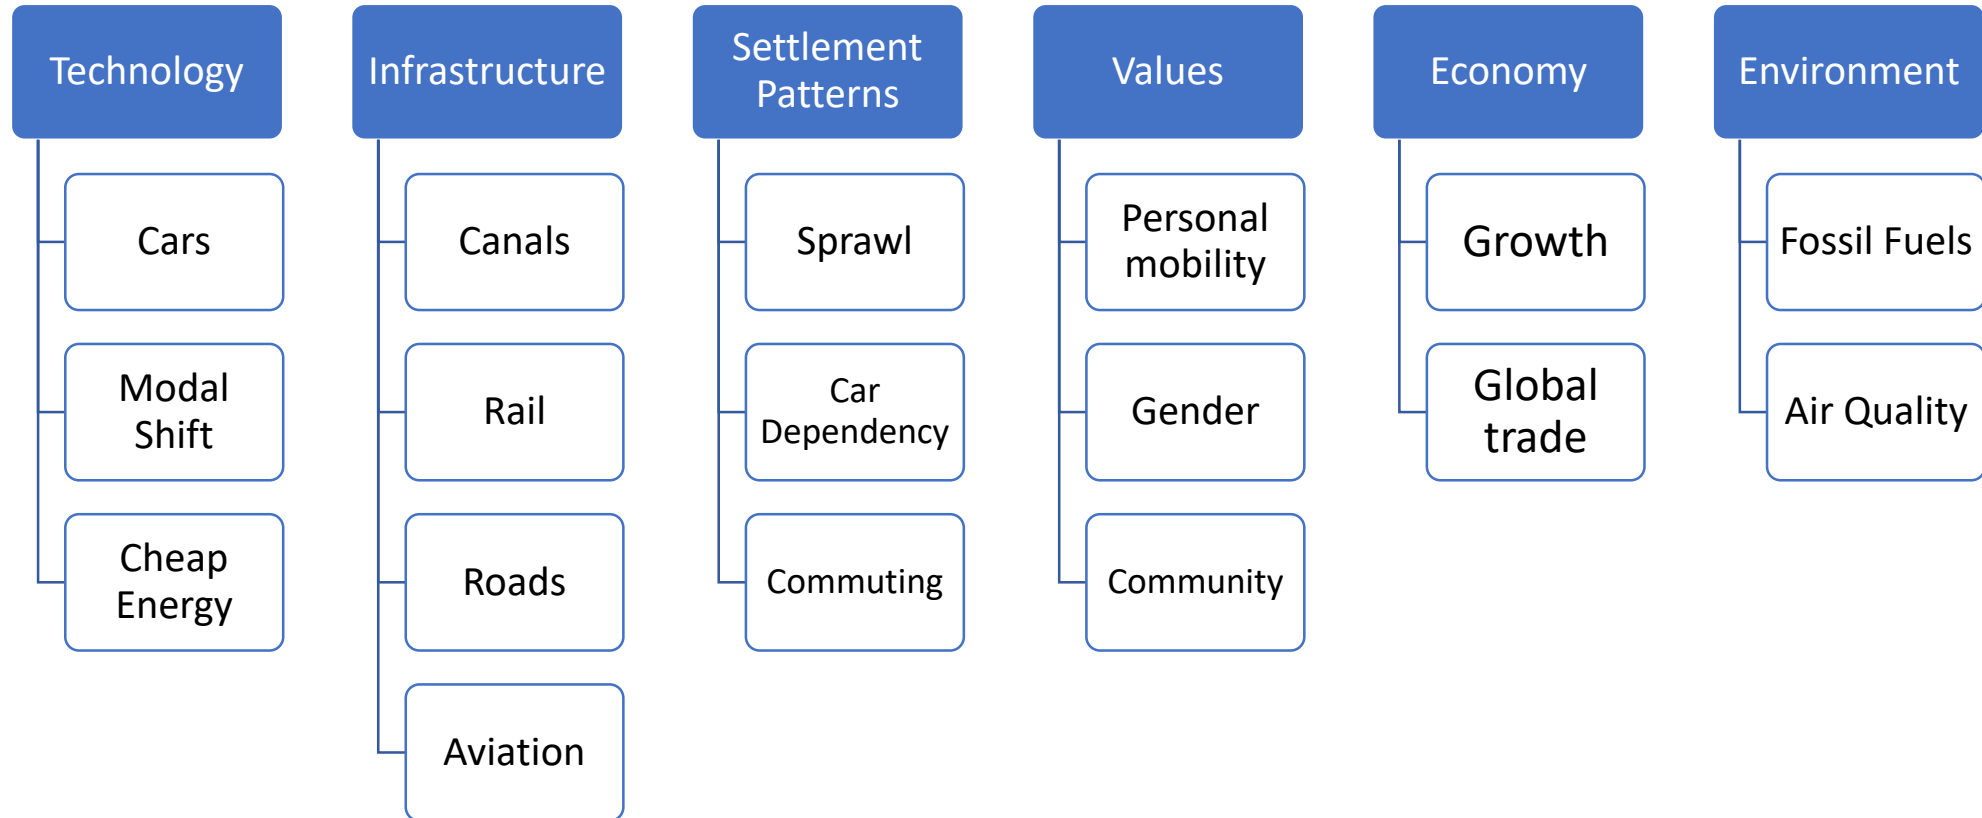 Technology
Cars
Modal
Shift
Cheap
Energy
Infrastructure
Canals
Rail
Roads
Aviation
Settlement
Patterns
Sprawl
Car
Dependency
Commuting
Values
Personal
mobility
Gender
Community
Economy
Growth
Global
trade
Environment
Fossil Fuels
Air Quality